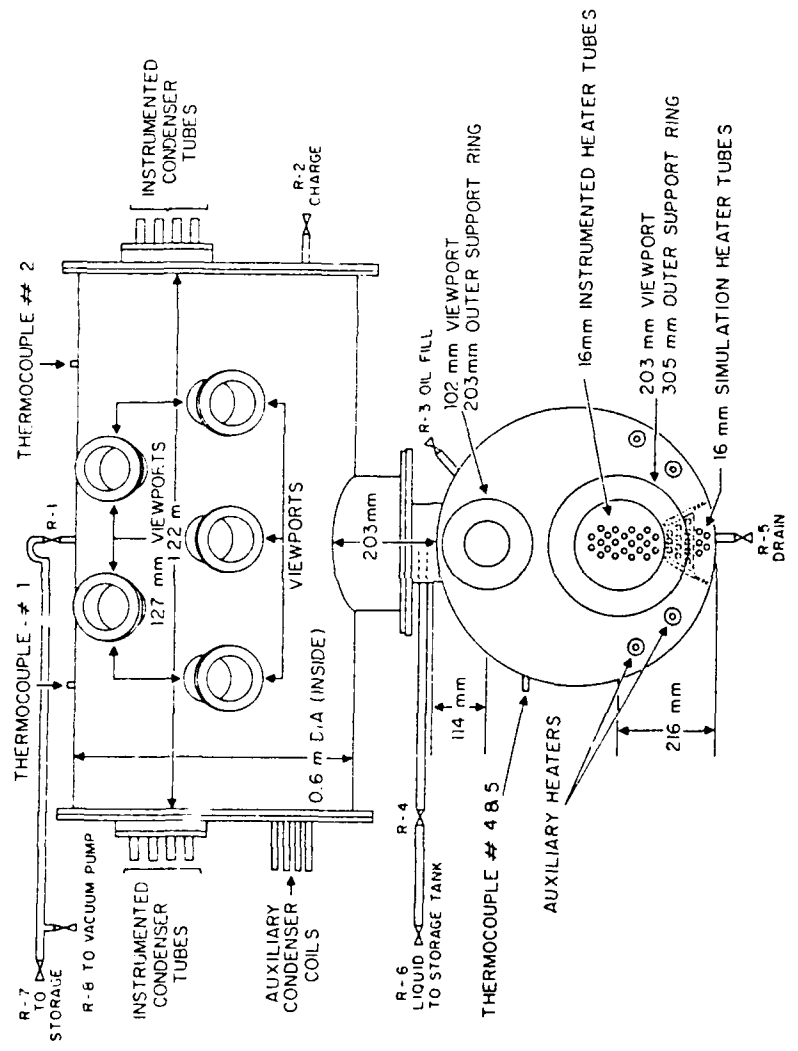 R-7
TO
STORAGE
R-8 TO VACUUM PUMP
THERMOCOUPLE - # 1
R-1
THERMOCOUPLE # 2
INSTRUMENTED
CONDENSER
TUBES
INSTRUMENTED
CONDENSER
TUBES
127 mm VIEWPORTS
1.22 m
VIEWPORTS
0.6 m DIA (INSIDE)
R-2
CHARGE
AUXILIARY
CONDENSER
COILS
203mm
R-6
LIQUID
TO STORAGE TANK
R-4
R-3 OIL FILL
102 mm VIEWPORT
203mm OUTER SUPPORT RING
114 mm
THERMOCOUPLE # 4 & 5
16mm INSTRUMENTED HEATER TUBES
203 mm VIEWPORT
305 mm OUTER SUPPORT RING
AUXILIARY HEATERS
216 mm
16 mm SIMULATION HEATER TUBES
R-5
DRAIN